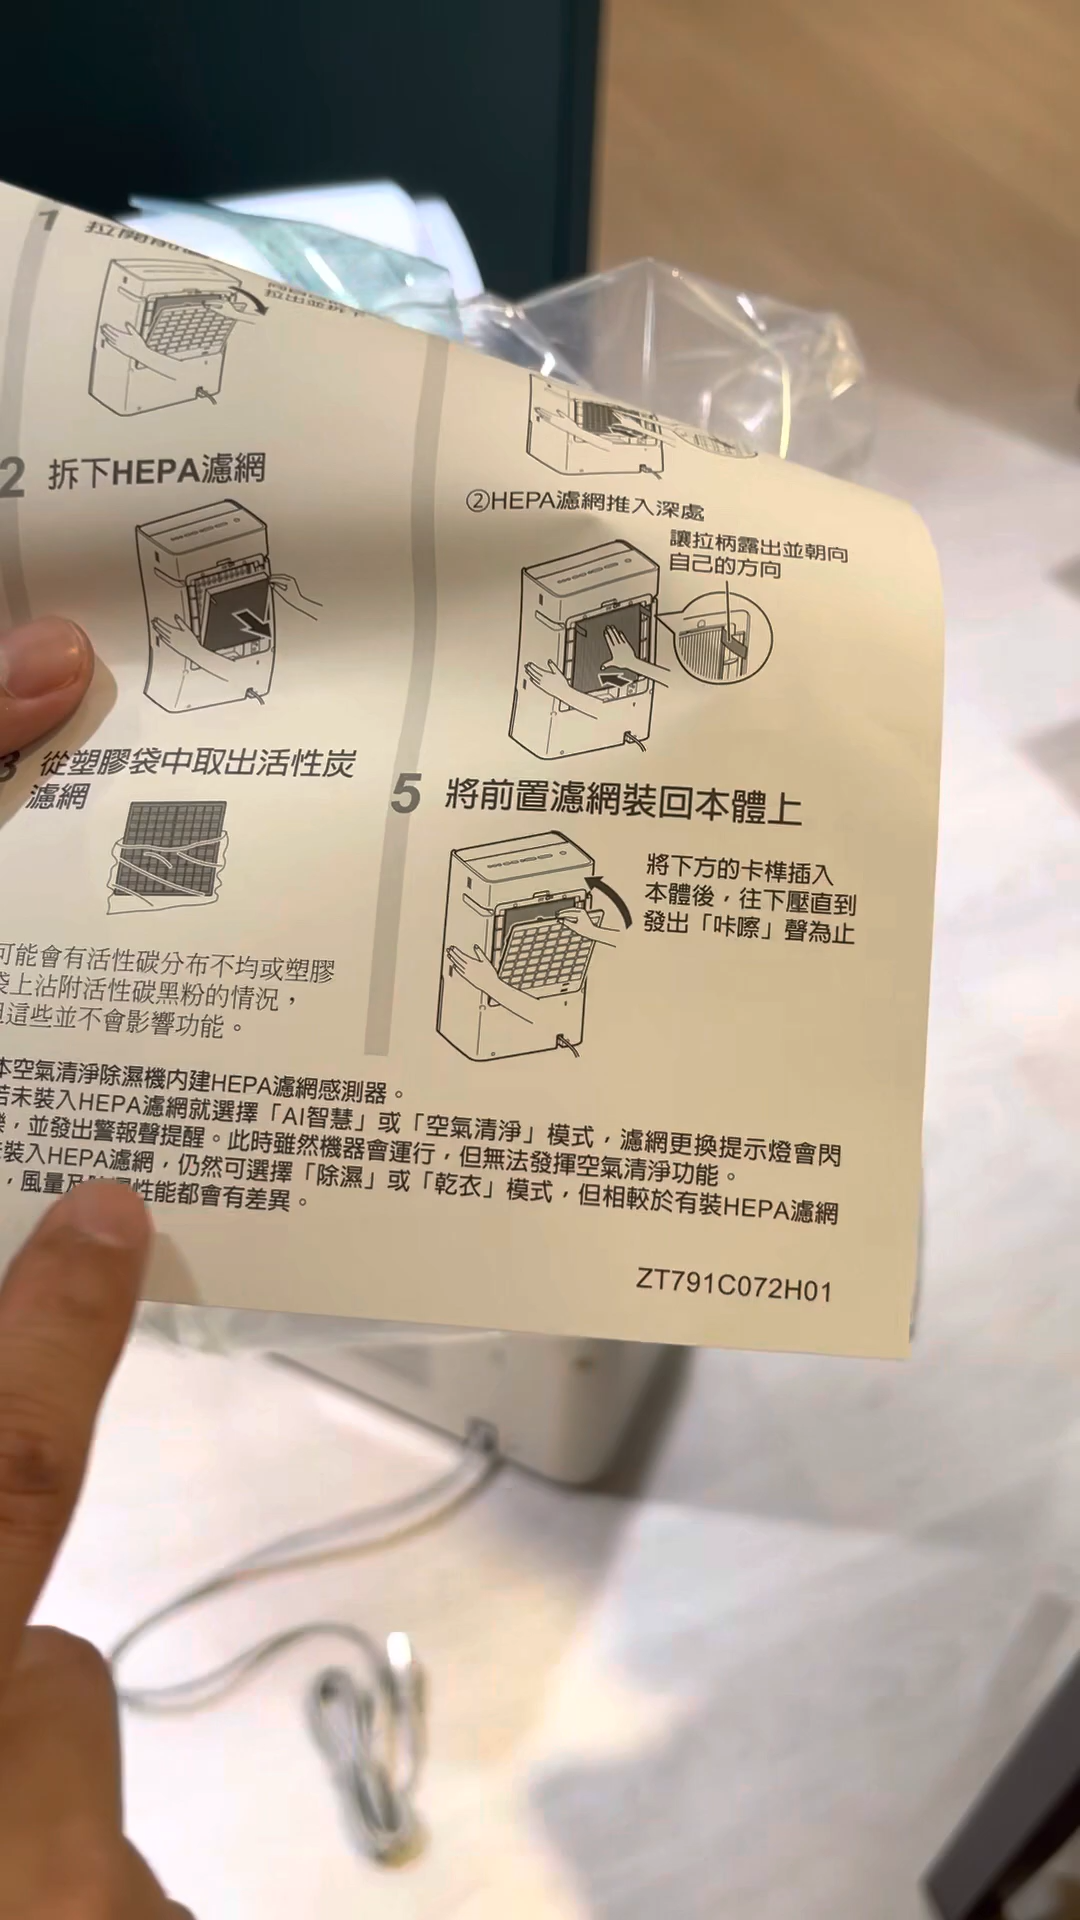 1
2 拆下HEPA濾網
3 從塑膠袋中取出活性炭
濾網
可能會有活性碳分布不均或塑膠
袋上沾附活性碳黑粉的情況，
這些並不會影響功能。
②HEPA濾網推入深處
讓拉柄露出並朝向
自己的方向
5 將前置濾網裝回本體上
將下方的卡榫插入
本體後，往下壓直到
發出「咔嚓」聲為止
本空氣清淨除濕機內建HEPA濾網感測器。
若未裝入HEPA濾網就選擇「AI智慧」或「空氣清淨」模式，濾網更換提示燈會閃
，並發出警報聲提醒。此時雖然機器會運行，但無法發揮空氣清淨功能。
裝入HEPA濾網，仍然可選擇「除濕」或「乾衣」模式，但相較於有裝HEPA濾網
，風量及性能都會有差異。
ZT791C072H01